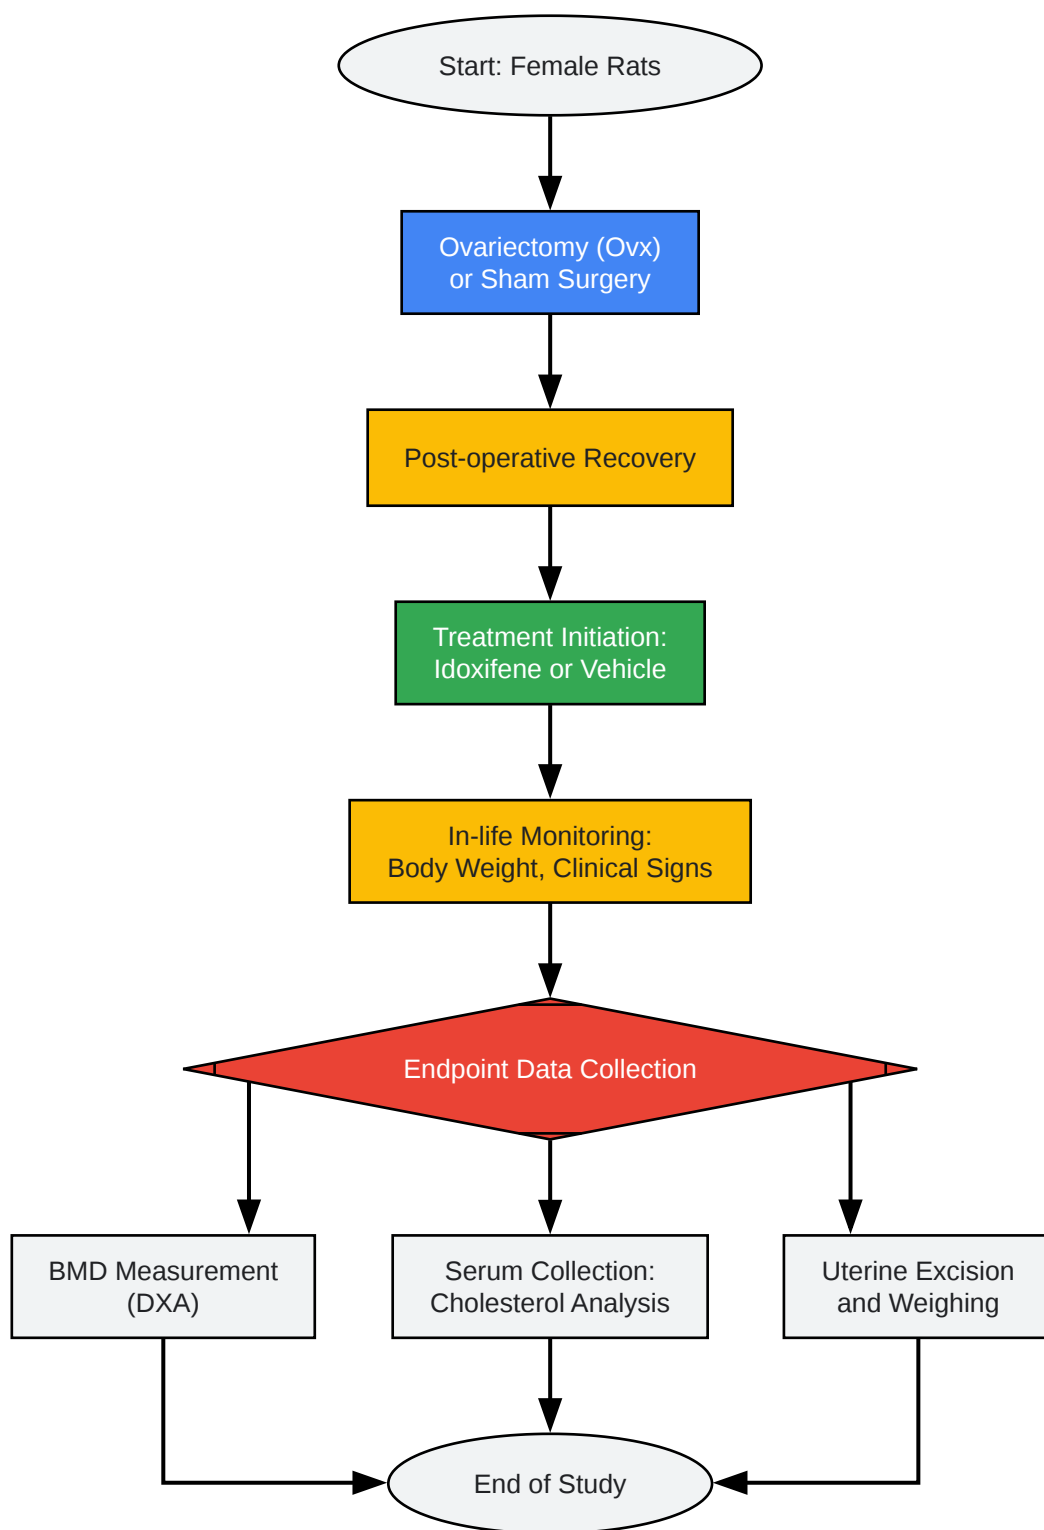 Start: Female Rats
Ovariectomy (Ovx)
or Sham Surgery
Post-operative Recovery
Treatment Initiation:
Idoxifene or Vehicle
In-life Monitoring:
Body Weight, Clinical Signs
Endpoint Data Collection
BMD Measurement
(DXA)
Serum Collection:
Cholesterol Analysis
Uterine Excision
and Weighing
End of Study